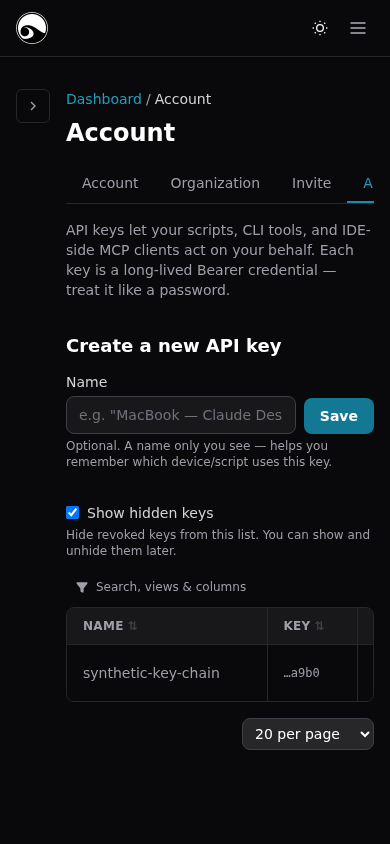 Dashboard / Account
Account
Account Organization Invite A
API keys let your scripts, CLI tools, and IDE-
side MCP clients act on your behalf. Each
key is a long-lived Bearer credential —
treat it like a password.
Create a new API key
Name
e.g. "MacBook — Claude Des
Save
Optional. A name only you see — helps you
remember which device/script uses this key.
Show hidden keys
Hide revoked keys from this list. You can show and
unhide them later.
Search, views & columns
NAME ⇅ KEY ⇅
synthetic-key-chain …a9b0
20 per page